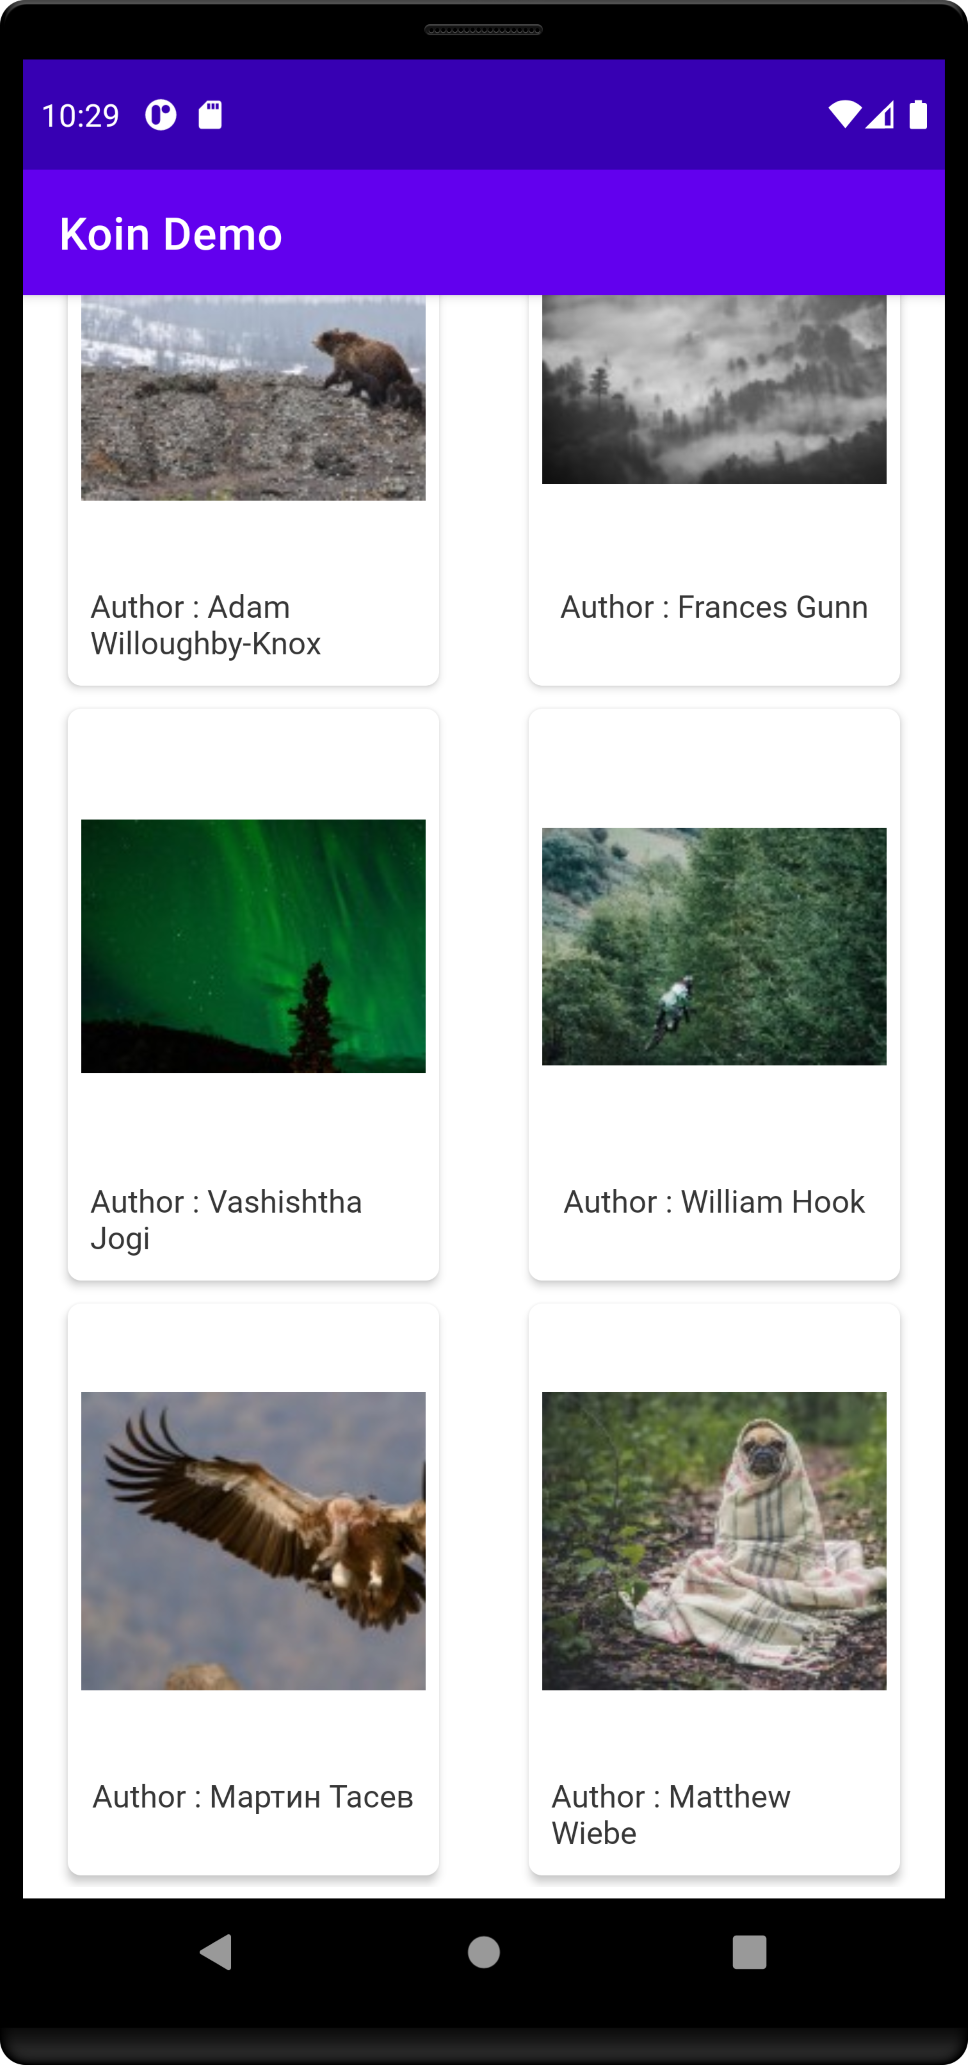 10:29
Koin Demo
Author : Adam
Willoughby-Knox
Author : Frances Gunn
Author : Vashishtha
Jogi
Author : William Hook
Author : Мартин Тасев
Author : Matthew
Wiebe